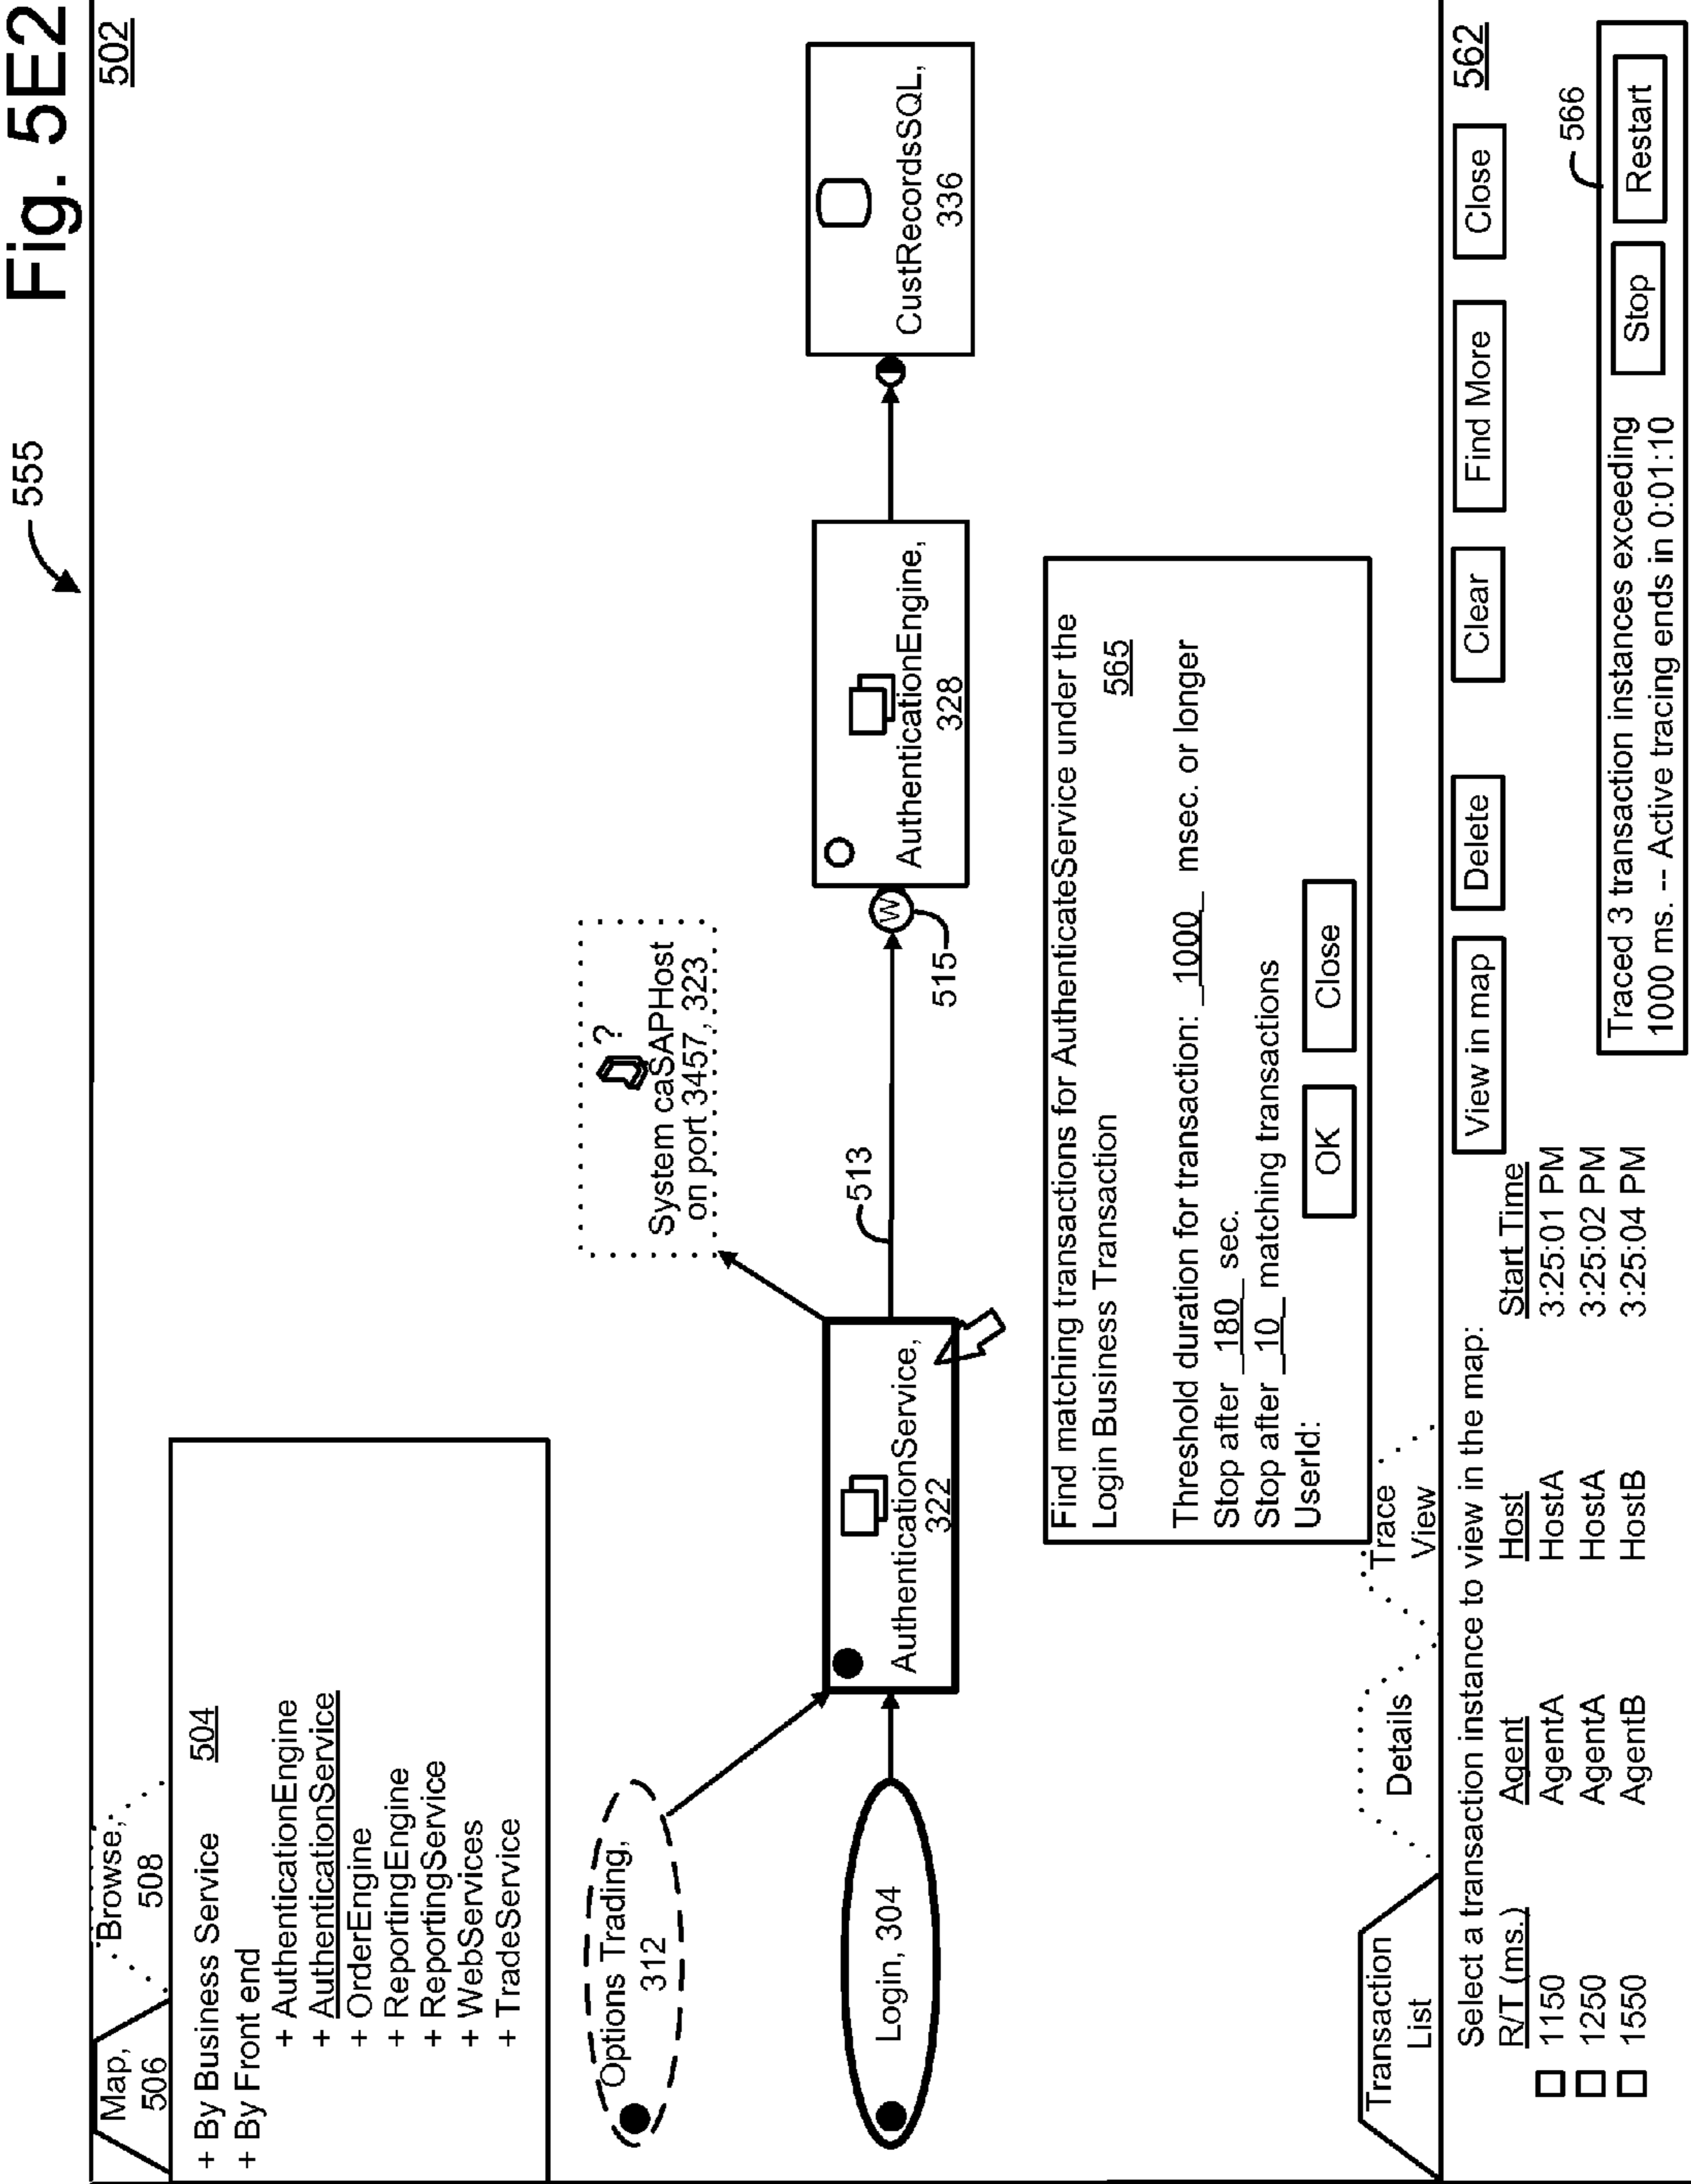 Fig. 5E2
555
502
Map,
506
Browse,
508
+ By Business Service 504
+ By Front end
+ AuthenticationEngine
+ AuthenticationService
+ OrderEngine
+ ReportingEngine
+ ReportingService
+ WebServices
+ TradeService
Options Trading,
312
System caSAPHost
on port 3457, 323
?
Login, 304
AuthenticationService,
322
513
W
515
AuthenticationEngine,
328
CustRecordsSQL,
336
Find matching transactions for AuthenticateService under the
Login Business Transaction 565
Threshold duration for transaction: _1000_ msec. or longer
Stop after _180_ sec.
Stop after _10_ matching transactions
UserId:
OK Close
Transaction
List
Details
Trace
View
Select a transaction instance to view in the map: View in map Delete Clear Find More Close 562
R/T (ms.) Agent Host Start Time
1150 AgentA HostA 3:25:01 PM
1250 AgentA HostA 3:25:02 PM
1550 AgentB HostB 3:25:04 PM
566
Traced 3 transaction instances exceeding
1000 ms. -- Active tracing ends in 0:01:10
Stop Restart